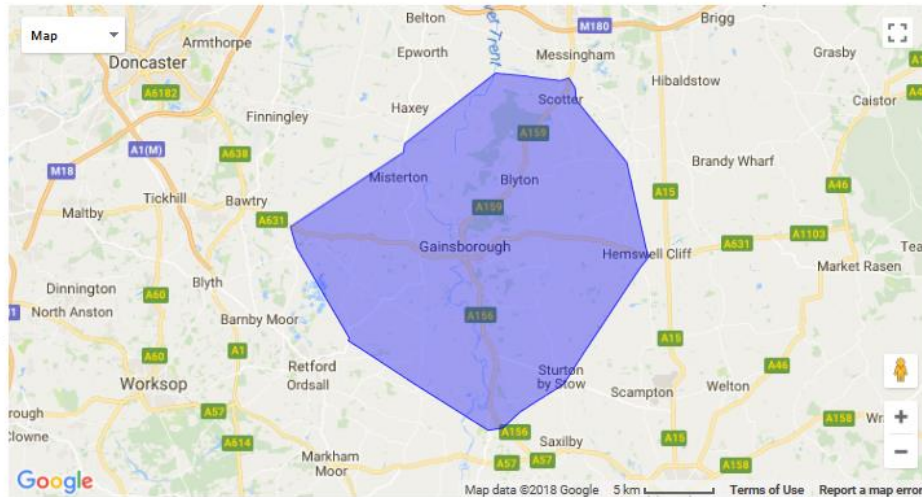 Map
Belton
River Trent
M180
Brigg
Armthorpe
Epworth
Messingham
Grasby
Doncaster
Hibaldstow
A6182
Haxey
Scotter
Caistor
Finningley
A159
A1(M)
A638
M18
Misterton
Blyton
Brandy Wharf
A15
A46
Tickhill
Bawtry
Maltby
A631
A159
Gainsborough
Hemswell Cliff
A631
A1103
Market Rasen
Blyth
Dinnington
A60
North Anston
Barnby Moor
A156
A15
A60
A1
Retford
Ordsall
Sturton
by Stow
A46
Worksop
Scampton
Welton
A57
A156
A158
Clowne
A614
Saxilby
A15
Markham
Moor
A57
A57
A158
Google
Map data ©2018 Google
5 km
Terms of Use
Report a map error